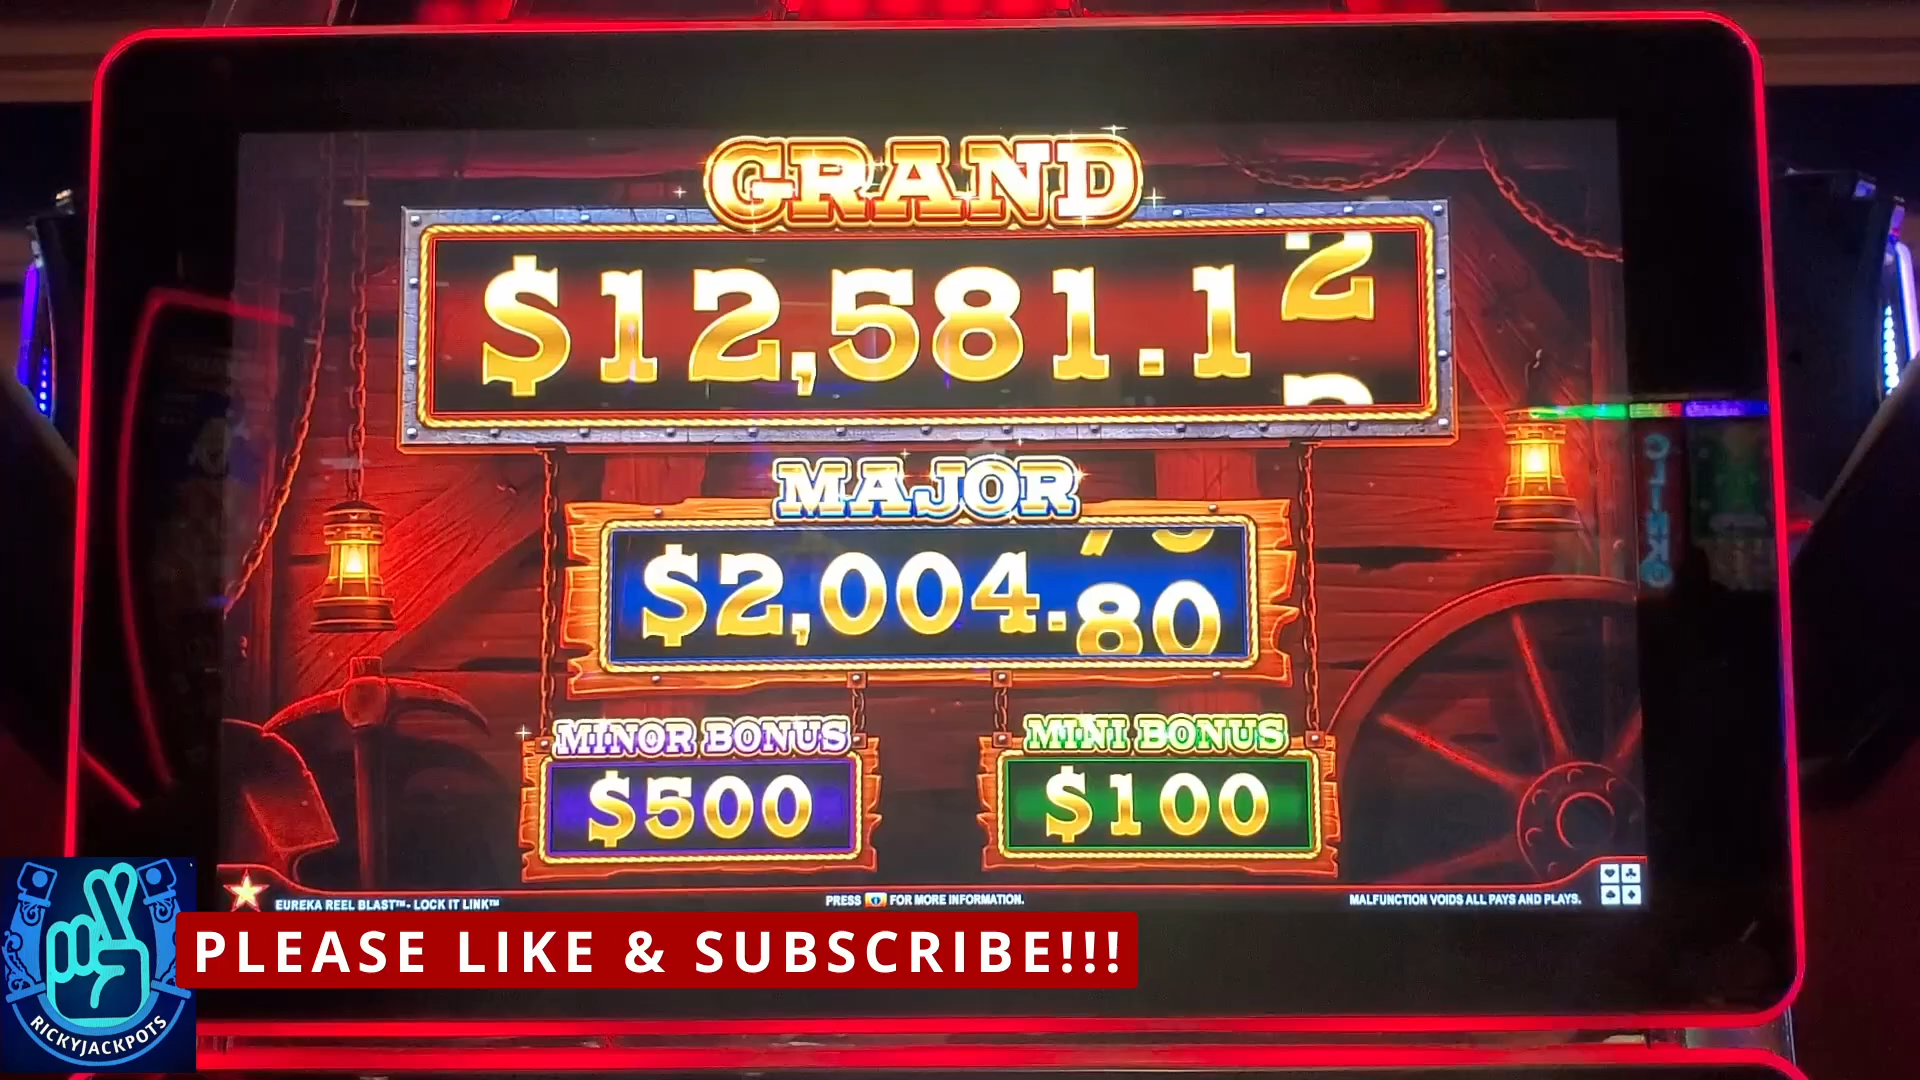 GRAND
$12,581.12
MAJOR
$2,004.80
MINOR BONUS
MINI BONUS
$500
$100
EUREKA REEL BLAST™ - LOCK IT LINK™
PRESS FOR MORE INFORMATION.
MALFUNCTION VOIDS ALL PAYS AND PLAYS.
PLEASE LIKE & SUBSCRIBE!!!
RICKYJACKPOTS